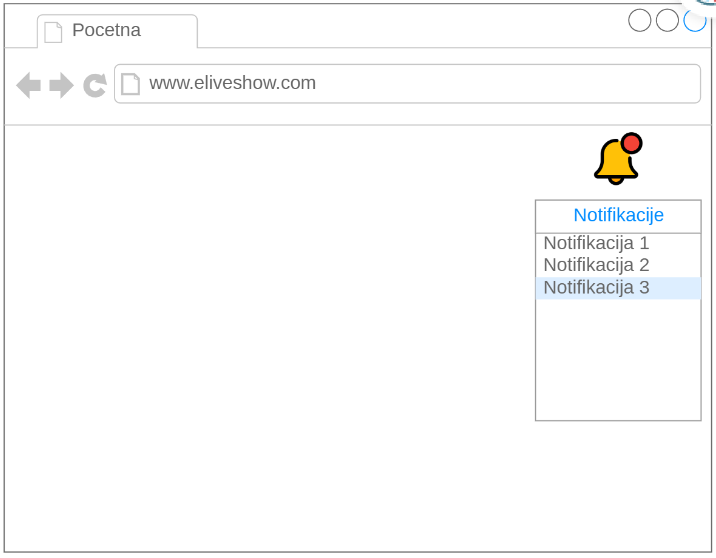 Pocetna
www.eliveshow.com
Notifikacije
Notifikacija 1
Notifikacija 2
Notifikacija 3